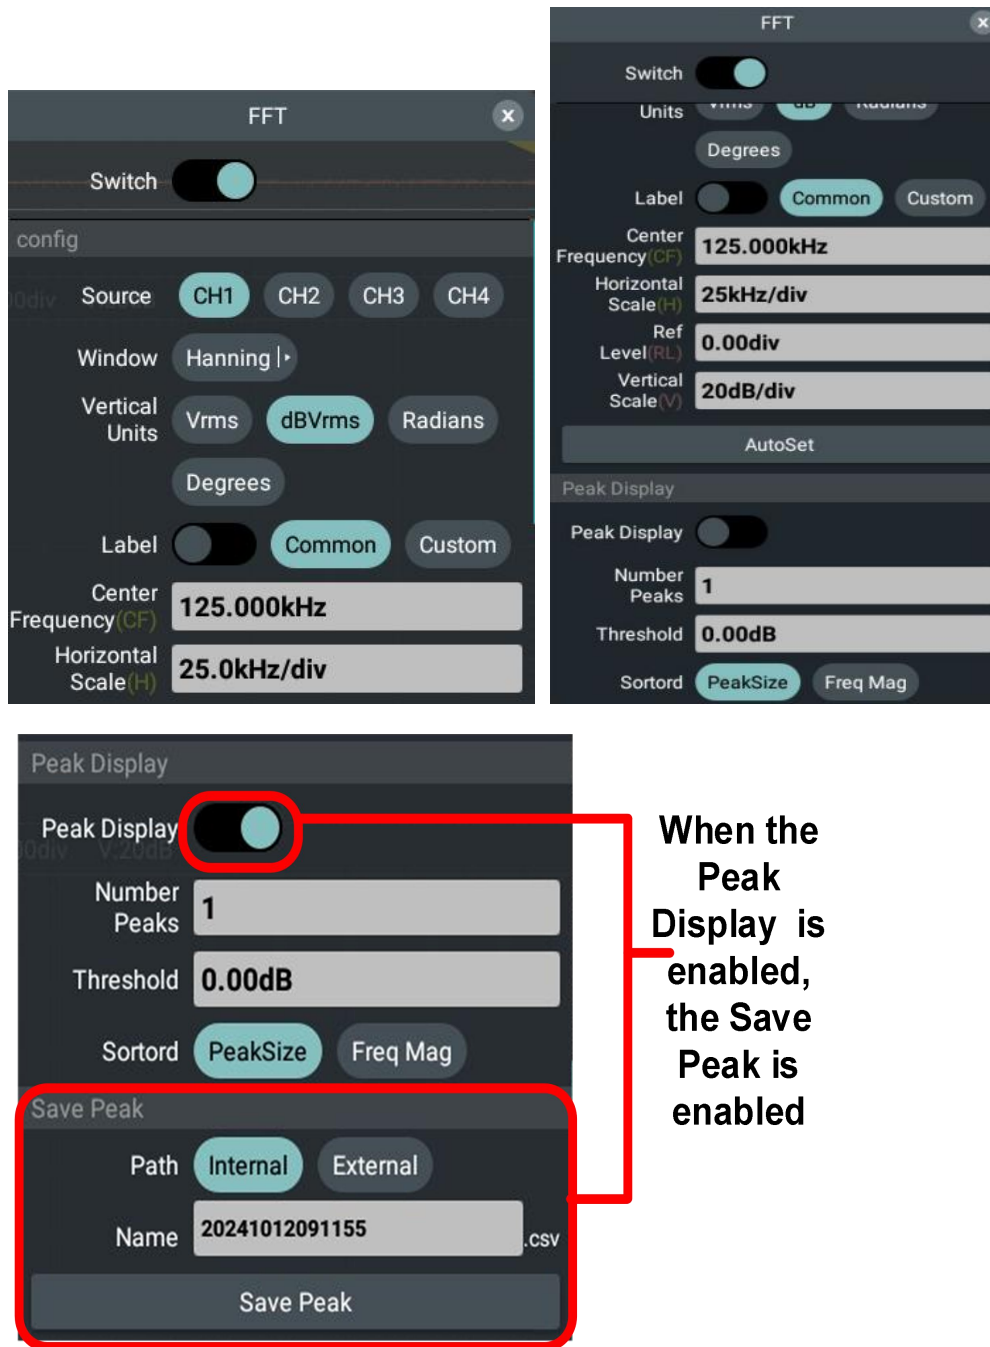 FFT
Switch
config
Source CH1 CH2 CH3 CH4
Window Hanning
Vertical
Units Vrms dBVrms Radians
Degrees
Label Common Custom
Center
Frequency(CF) 125.000kHz
Horizontal
Scale(H) 25.0kHz/div
FFT
Switch
Units Vrms dB Radians
Degrees
Label Common Custom
Center
Frequency(CF) 125.000kHz
Horizontal
Scale(H) 25kHz/div
Ref
Level(RL) 0.00div
Vertical
Scale(V) 20dB/div
AutoSet
Peak Display
Peak Display
Number
Peaks 1
Threshold 0.00dB
Sortord PeakSize Freq Mag
Peak Display
Peak Display
V:20dB
Number
Peaks 1
Threshold 0.00dB
Sortord PeakSize Freq Mag
Save Peak
Path Internal External
Name 20241012091155 .csv
Save Peak
When the
Peak
Display is
enabled,
the Save
Peak is
enabled